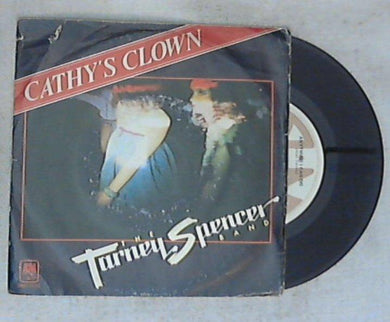 CATHY'S CLOWN
THE
Tarney, Spencer
BAND